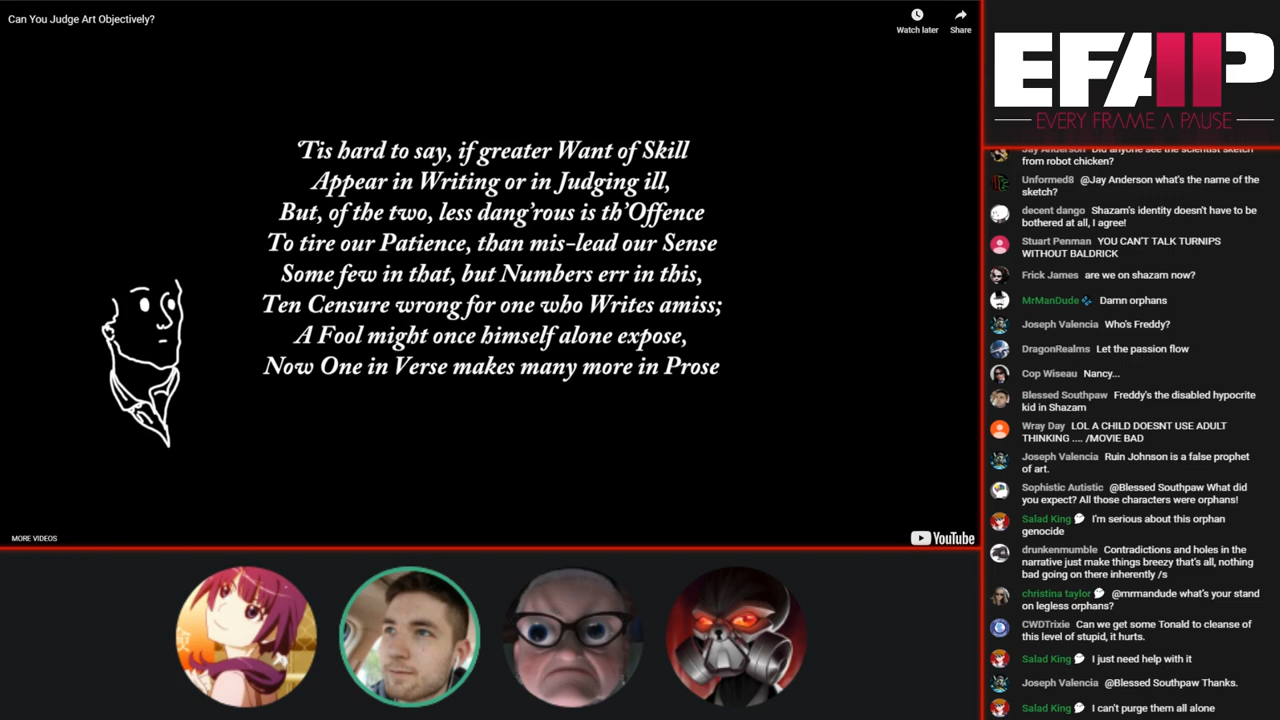 Can You Judge Art Objectively?
Watch later
Share
'Tis hard to say, if greater Want of Skill
Appear in Writing or in Judging ill,
But, of the two, less dang'rous is th'Offence
To tire our Patience, than mis-lead our Sense
Some few in that, but Numbers err in this,
Ten Censure wrong for one who Writes amiss;
A Fool might once himself alone expose,
Now One in Verse makes many more in Prose
MORE VIDEOS
YouTube
EFAP
EVERY FRAME A PAUSE
Jay Anderson Did anyone see the scientist sketch
from robot chicken?
Unformed8 @Jay Anderson what's the name of the
sketch?
decent dango Shazam's identity doesn't have to be
bothered at all, I agree!
Stuart Penman YOU CAN'T TALK TURNIPS
WITHOUT BALDRICK
Frick James are we on shazam now?
MrManDude Damn orphans
Joseph Valencia Who's Freddy?
DragonRealms Let the passion flow
Cop Wiseau Nancy...
Blessed Southpaw Freddy's the disabled hypocrite
kid in Shazam
Wray Day LOL A CHILD DOESNT USE ADULT
THINKING .... /MOVIE BAD
Joseph Valencia Ruin Johnson is a false prophet
of art.
Sophistic Autistic @Blessed Southpaw What did
you expect? All those characters were orphans!
Salad King I'm serious about this orphan
genocide
drunkenmumble Contradictions and holes in the
narrative just make things breezy that's all, nothing
bad going on there inherently /s
christina taylor @mrmandude what's your stand
on legless orphans?
CWDTrixie Can we get some Tonald to cleanse of
this level of stupid, it hurts.
Salad King I just need help with it
Joseph Valencia @Blessed Southpaw Thanks.
Salad King I can't purge them all alone